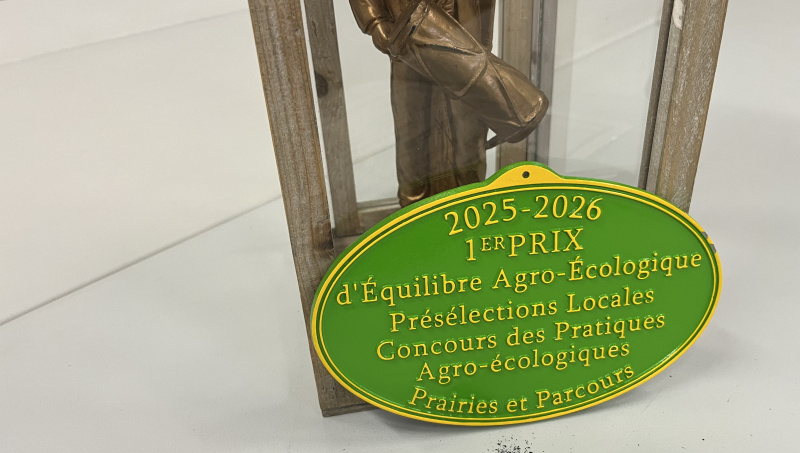 2025-2026
1ER PRIX
d'Équilibre Agro-Écologique
Présélections Locales
Concours des Pratiques
Agro-écologiques
Prairies et Parcours